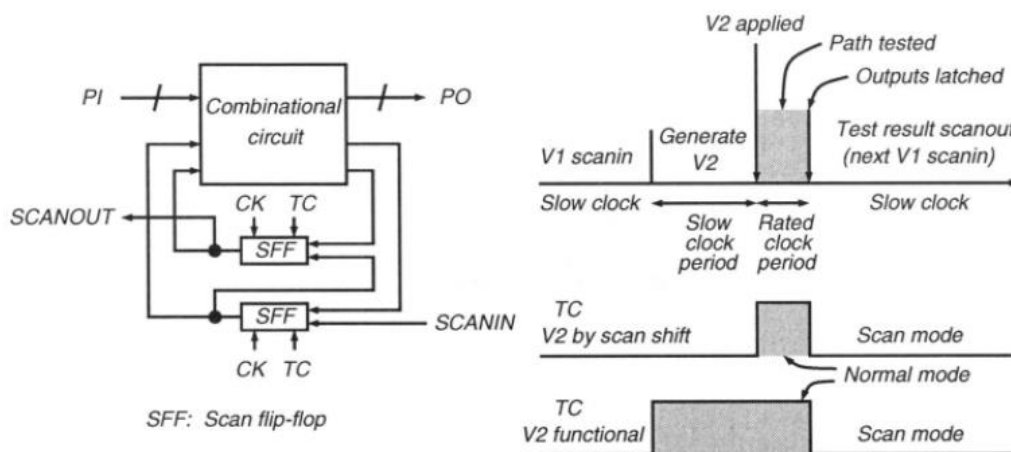 PI
Combinational
circuit
PO
CK TC
SCANOUT
SFF
SFF
SCANIN
CK TC
SFF: Scan flip-flop
V2 applied
Path tested
Outputs latched
V1 scanin
Generate
V2
Test result scanout
(next V1 scanin)
Slow clock
Slow
clock
period
Rated
clock
period
Slow clock
TC
V2 by scan shift
Scan mode
Normal mode
TC
V2 functional
Scan mode